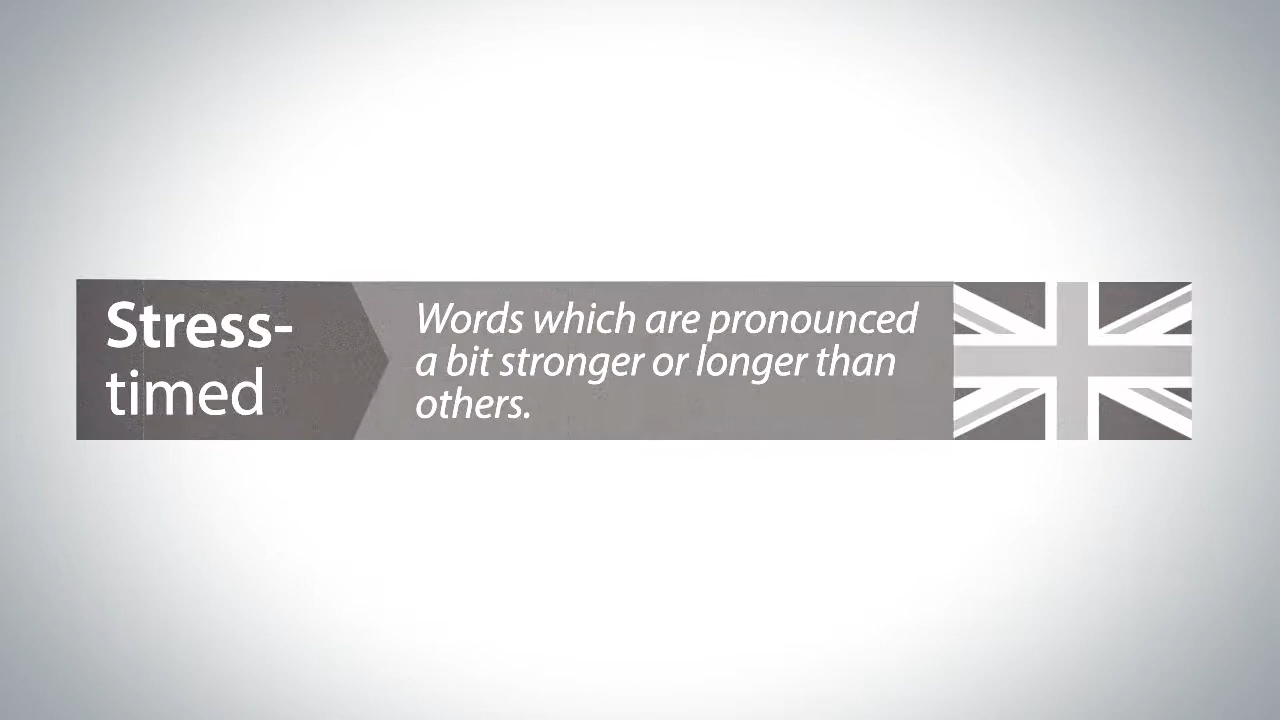 Stress-
timed
Words which are pronounced
a bit stronger or longer than
others.